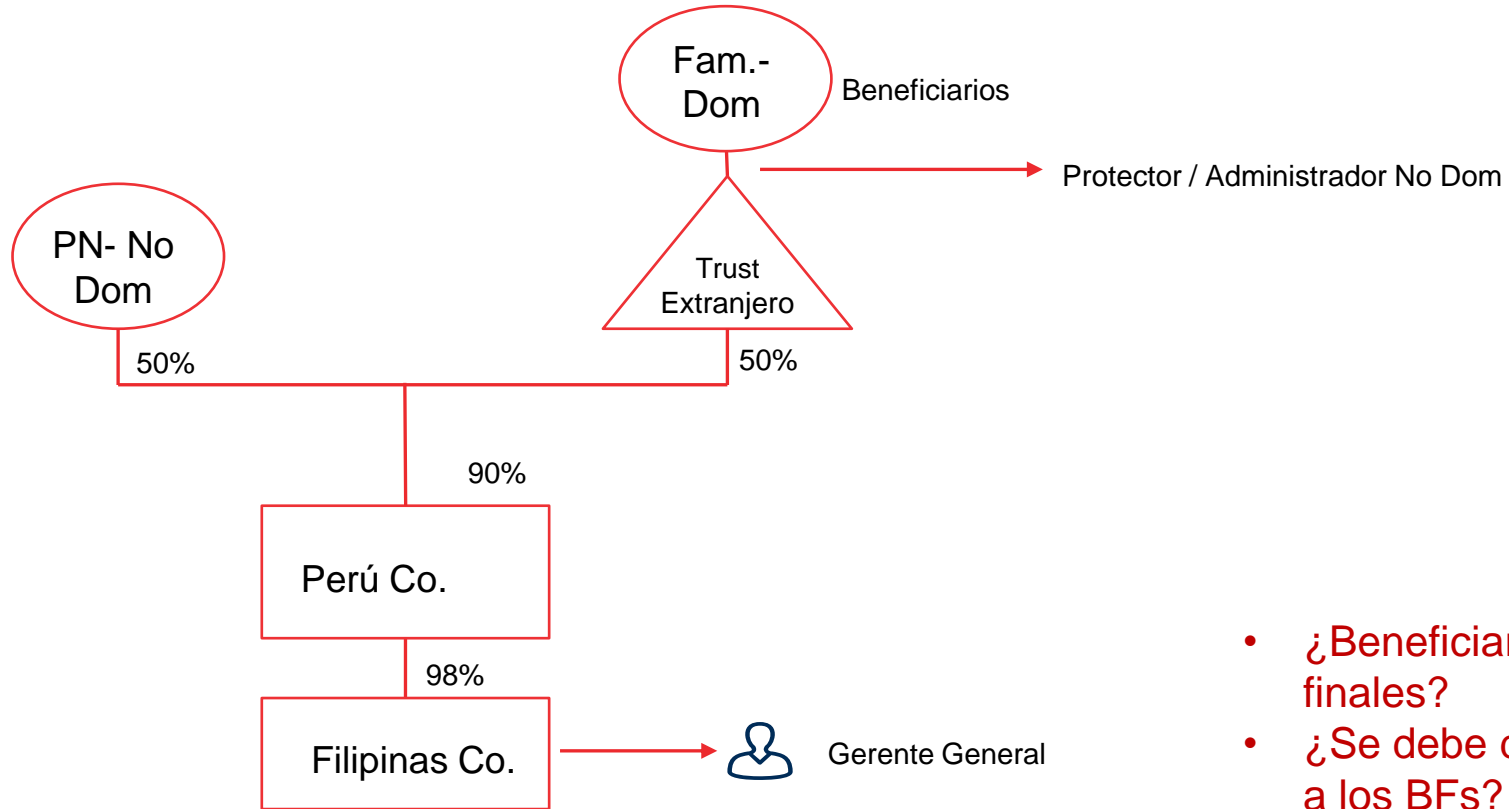 Fam.-
Dom
Beneficiarios
Protector / Administrador No Dom
PN- No
Dom
Trust
Extranjero
50%
50%
90%
Perú Co.
98%
Filipinas Co.
Gerente General
• ¿
finales?
• ¿Se debe
a los BFs?